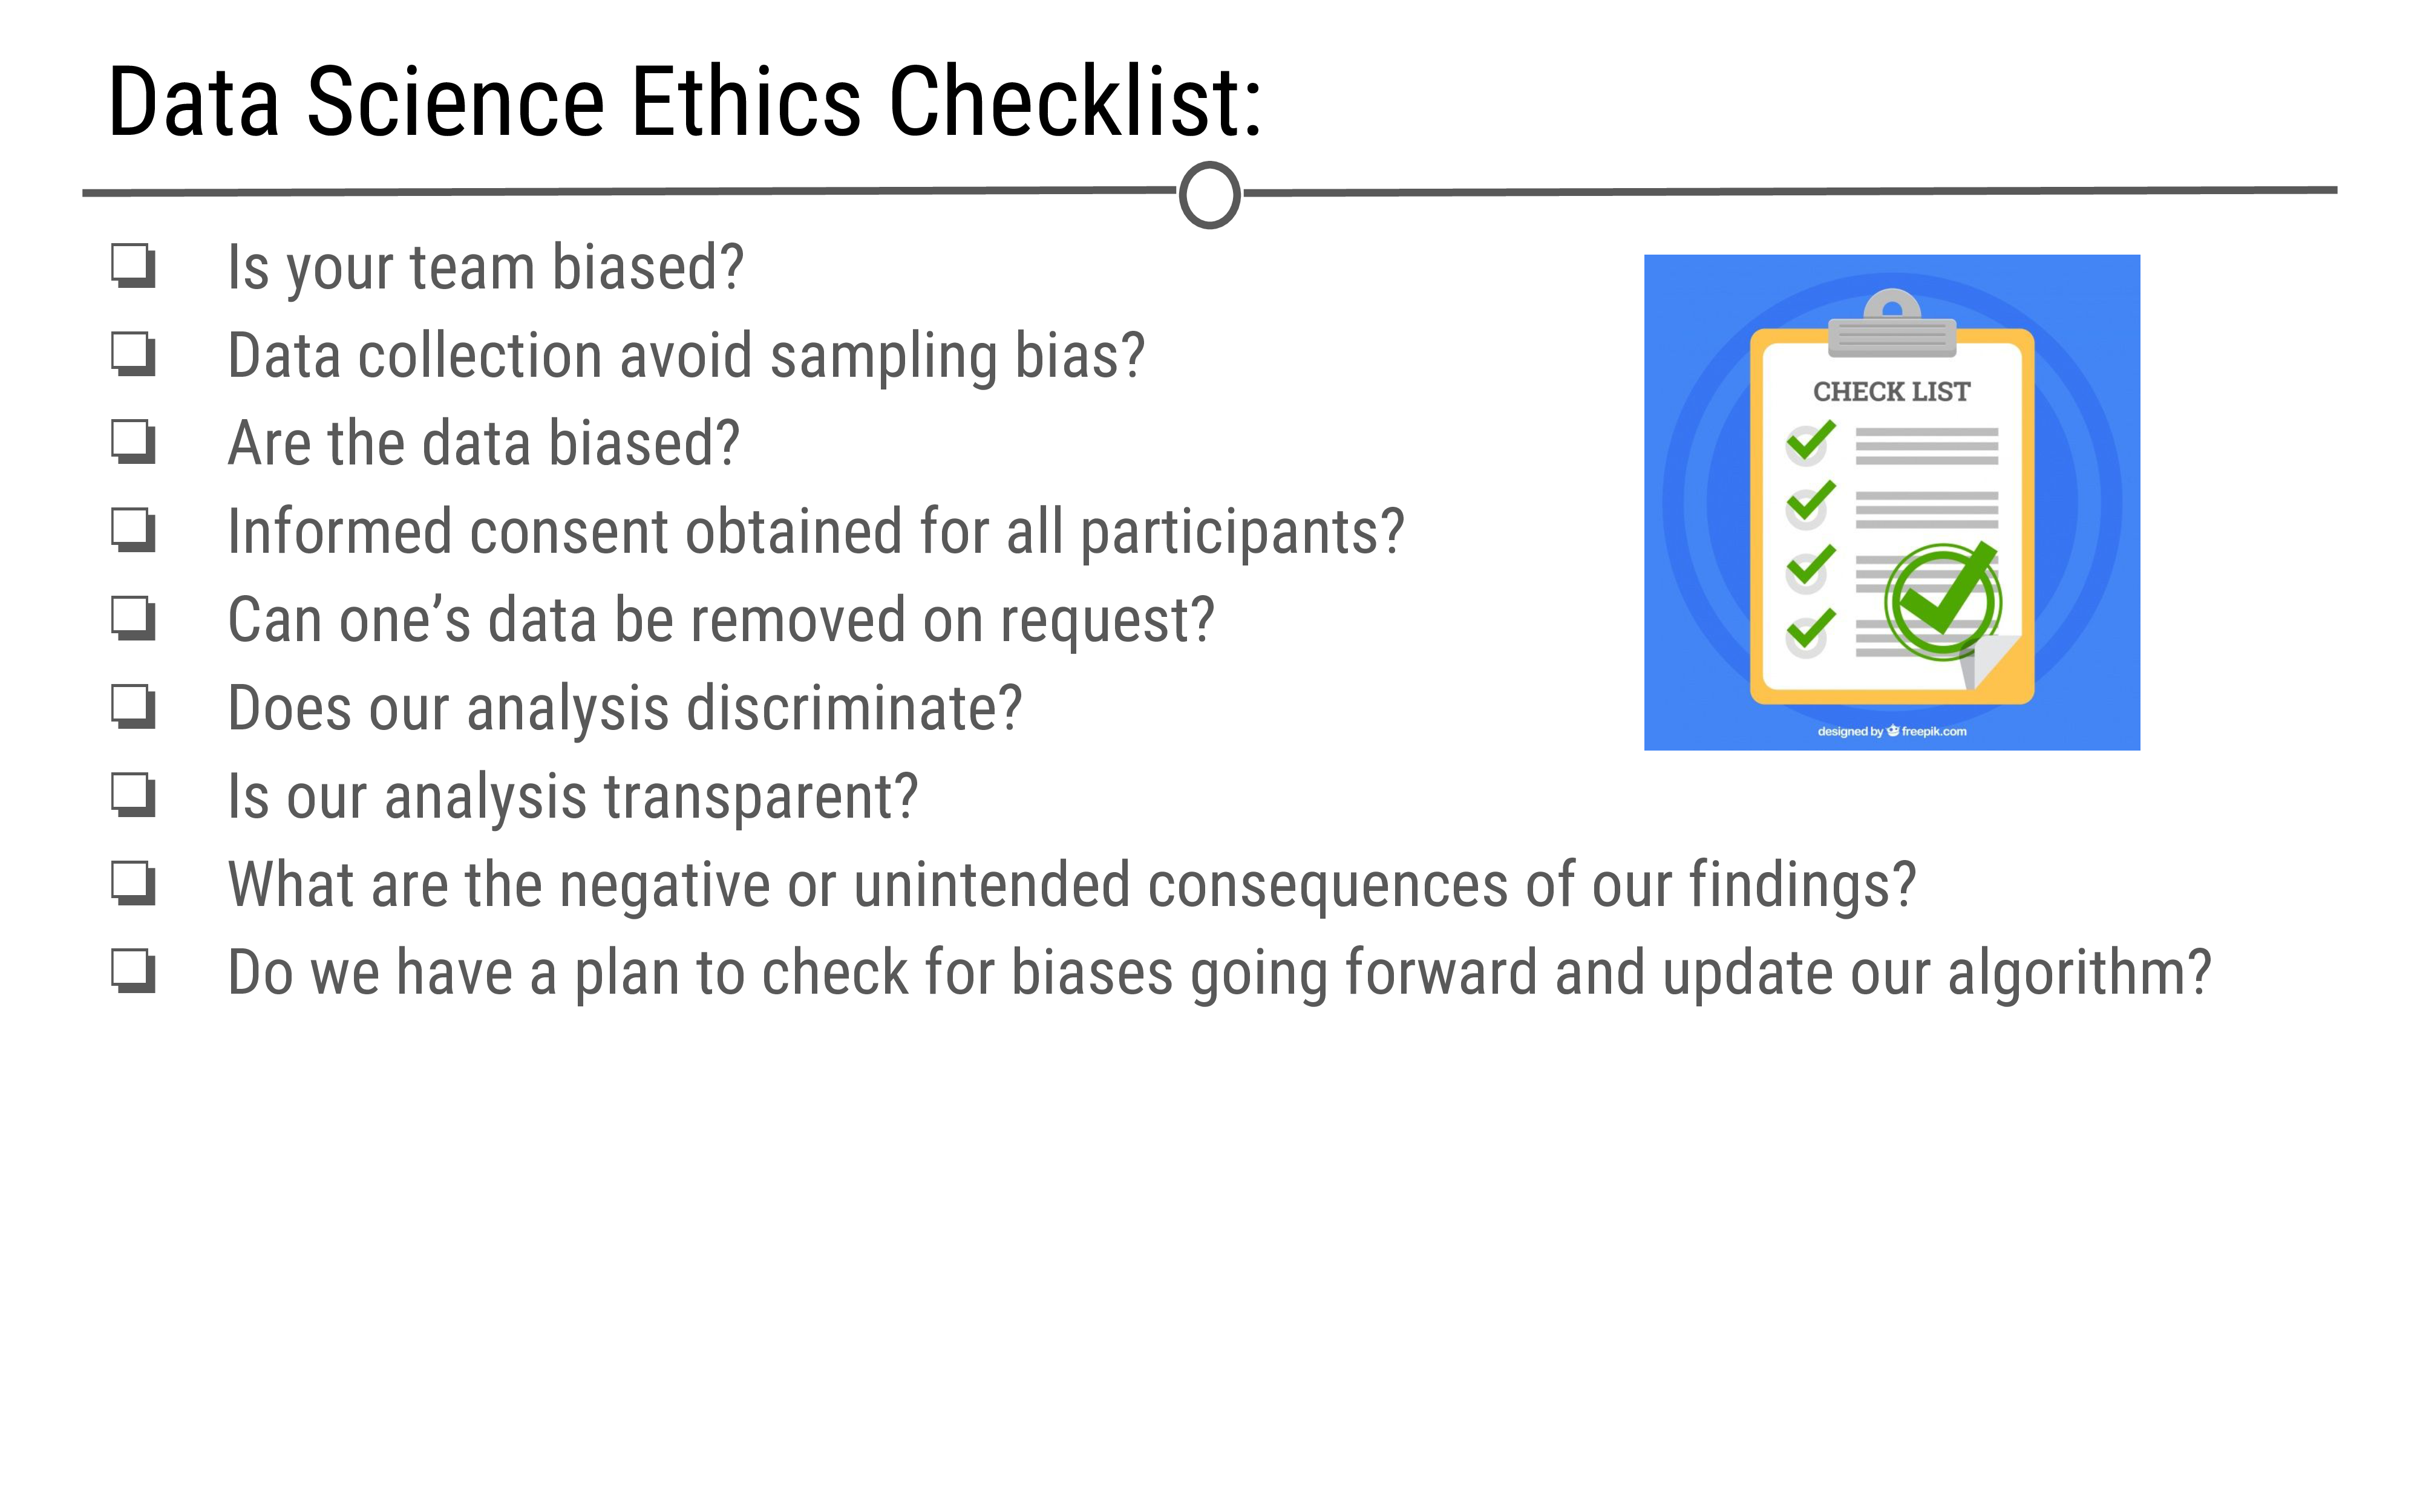 Data Science Ethics Checklist:
Is your team biased?
Data collection avoid sampling bias?
Are the data biased?
Informed consent obtained for all participants?
Can one’s data be removed on request?
Does our analysis discriminate?
Is our analysis transparent?
What are the negative or unintended consequences of our findings?
Do we have a plan to check for biases going forward and update our algorithm?
CHECK LIST
designed by freepik.com